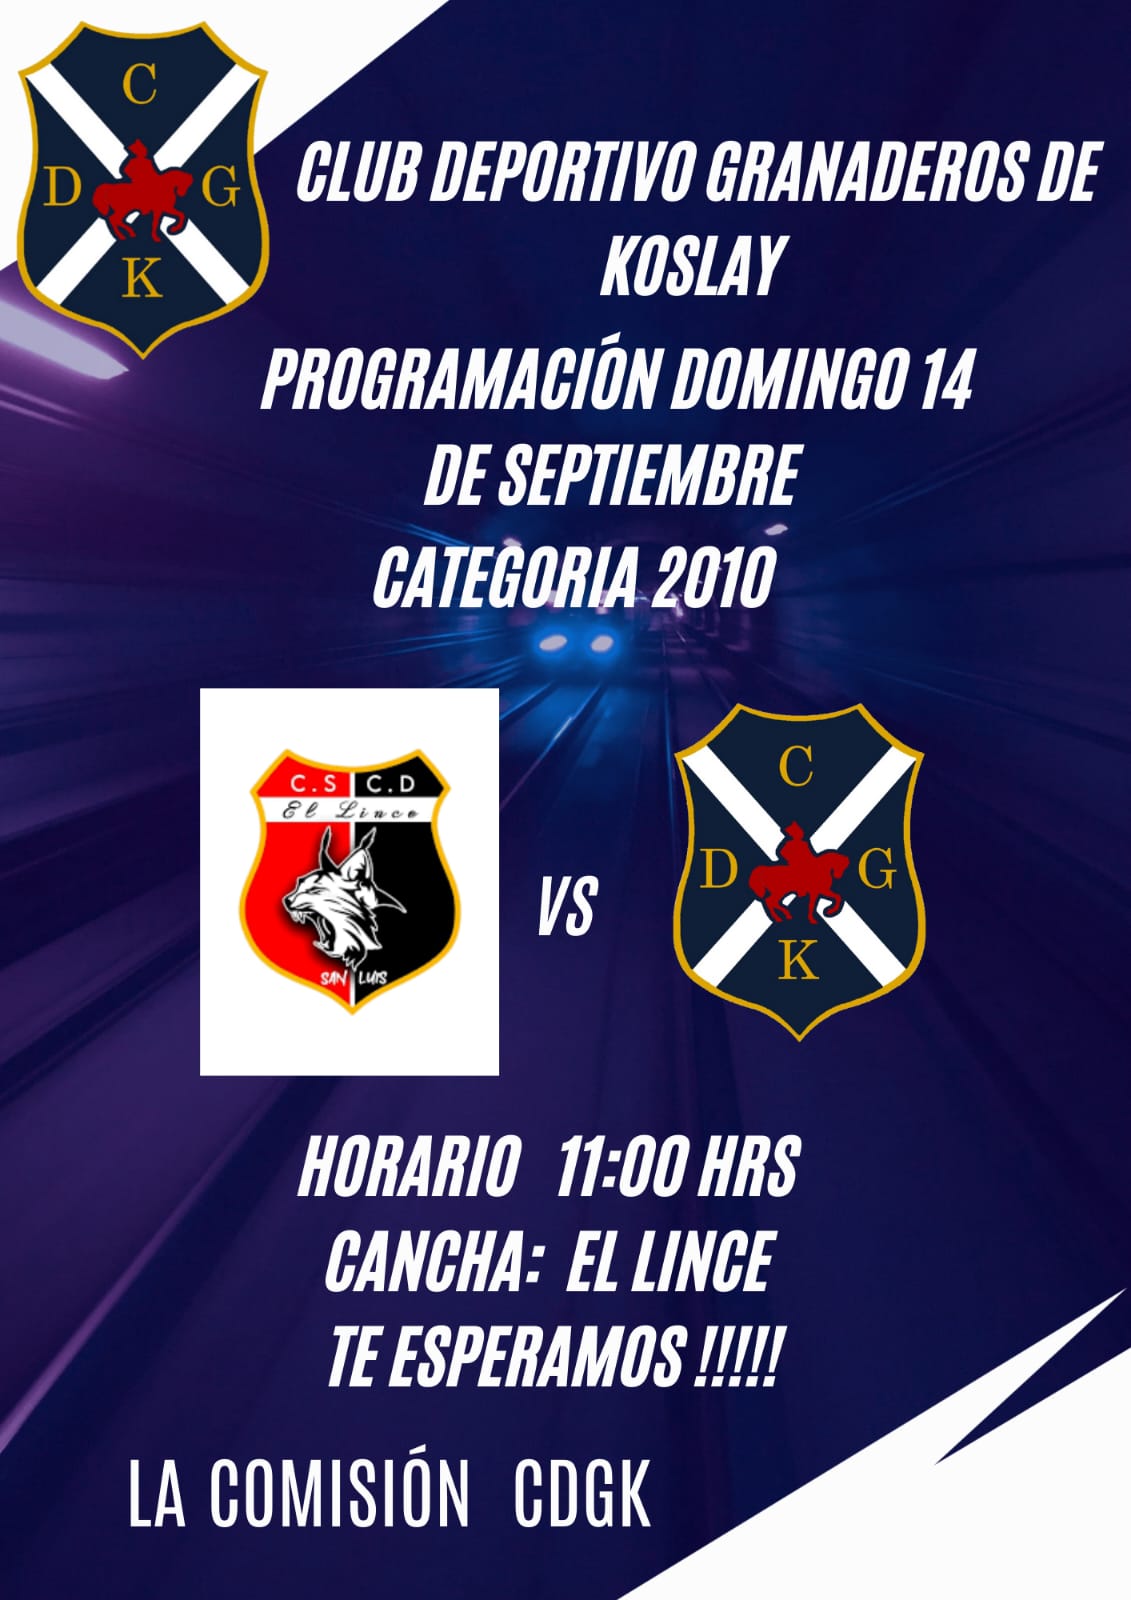 C
D G
K
CLUB DEPORTIVO GRANADEROS DE
KOSLAY
PROGRAMACIÓN DOMINGO 14
DE SEPTIEMBRE
CATEGORIA 2010
C.S C.D
El Lince
SAN LUIS
VS
C
D G
K
HORARIO 11:00 HRS
CANCHA: EL LINCE
TE ESPERAMOS !!!!!
LA COMISIÓN CDGK